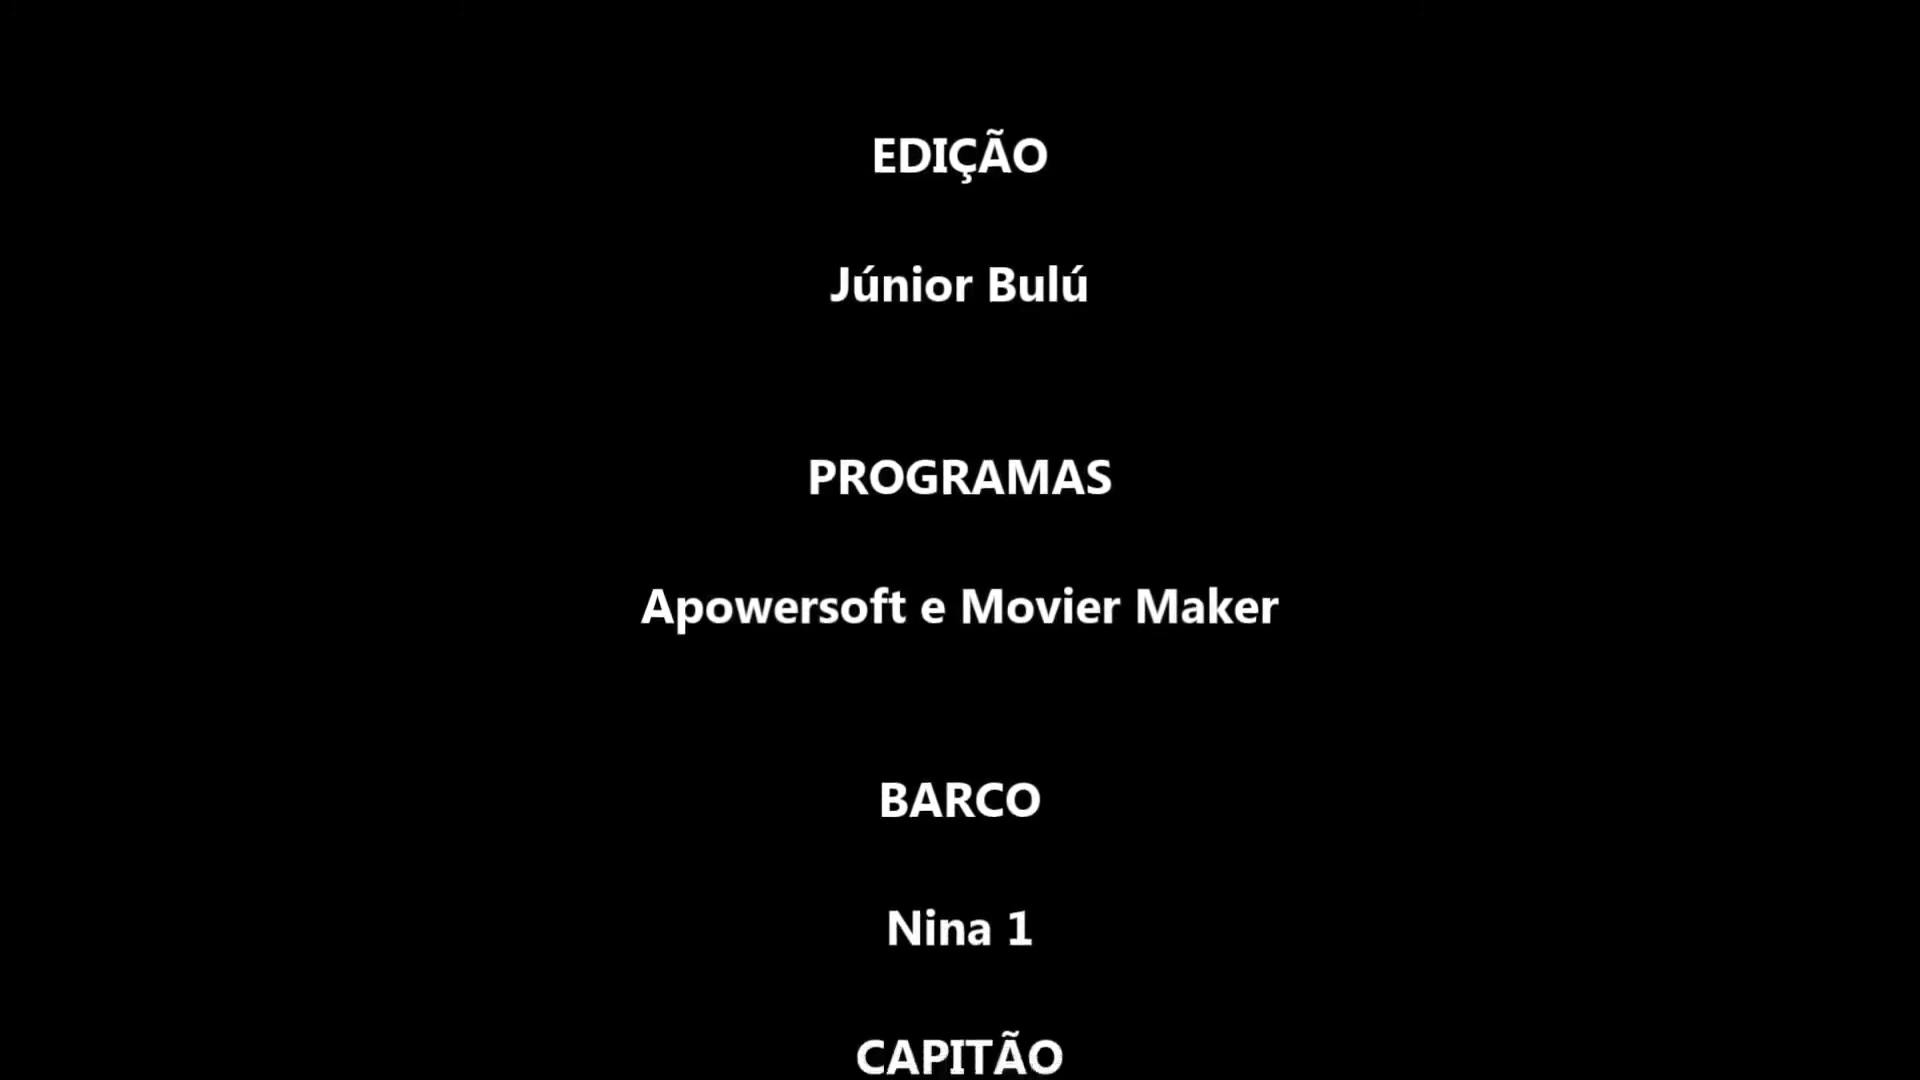 EDIÇÃO
Júnior Bulú
PROGRAMAS
Apowersoft e Movier Maker
BARCO
Nina 1
CAPITÃO